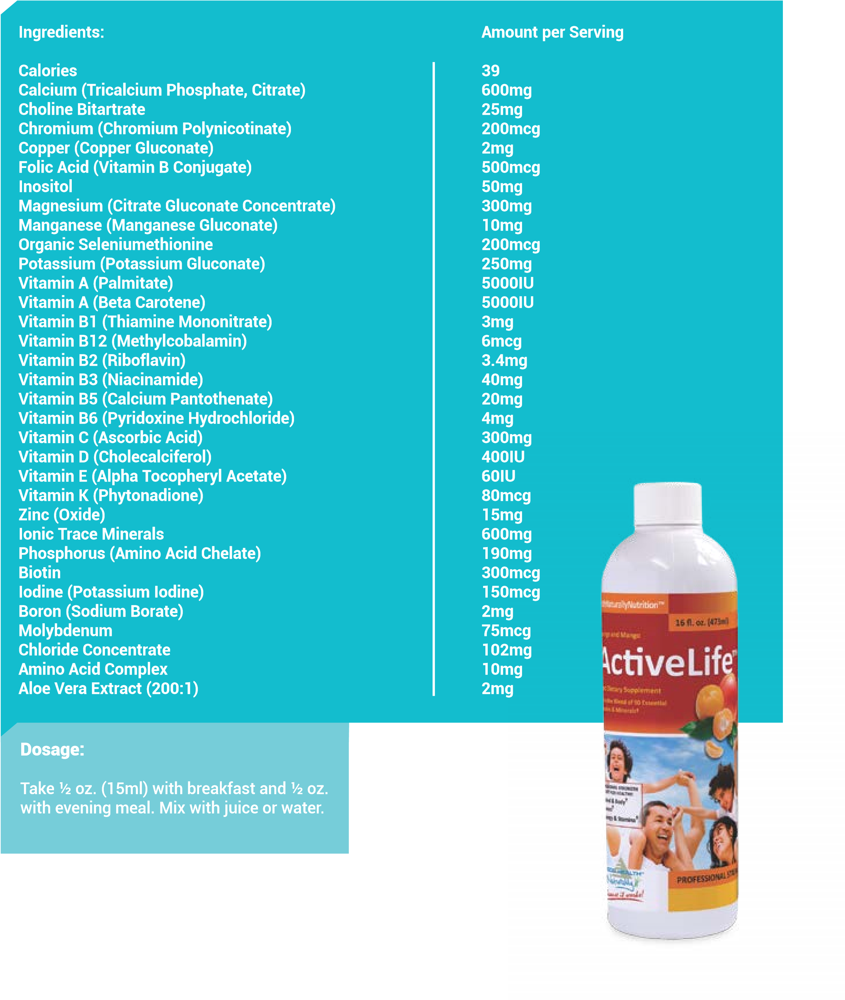 Ingredients: Amount per Serving
Calories 39
Calcium (Tricalcium Phosphate, Citrate) 600mg
Choline Bitartrate 25mg
Chromium (Chromium Polynicotinate) 200mcg
Copper (Copper Gluconate) 2mg
Folic Acid (Vitamin B Conjugate) 500mcg
Inositol 50mg
Magnesium (Citrate Gluconate Concentrate) 300mg
Manganese (Manganese Gluconate) 10mg
Organic Seleniumethionine 200mcg
Potassium (Potassium Gluconate) 250mg
Vitamin A (Palmitate) 5000IU
Vitamin A (Beta Carotene) 5000IU
Vitamin B1 (Thiamine Mononitrate) 3mg
Vitamin B12 (Methylcobalamin) 6mcg
Vitamin B2 (Riboflavin) 3.4mg
Vitamin B3 (Niacinamide) 40mg
Vitamin B5 (Calcium Pantothenate) 20mg
Vitamin B6 (Pyridoxine Hydrochloride) 4mg
Vitamin C (Ascorbic Acid) 300mg
Vitamin D (Cholecalciferol) 400IU
Vitamin E (Alpha Tocopheryl Acetate) 60IU
Vitamin K (Phytonadione) 80mcg
Zinc (Oxide) 15mg
Ionic Trace Minerals 600mg
Phosphorus (Amino Acid Chelate) 190mg
Biotin 300mcg
Iodine (Potassium Iodine) 150mcg
Boron (Sodium Borate) 2mg
Molybdenum 75mcg
Chloride Concentrate 102mg
Amino Acid Complex 10mg
Aloe Vera Extract (200:1) 2mg
Dosage:
Take ½ oz. (15ml) with breakfast and ½ oz.
with evening meal. Mix with juice or water.
NaturallyNutrition™
16 fl. oz. (473ml)
and Mango
ActiveLife™
Dietary Supplement
Blend of 90 Essential
& Minerals†
& Body†
& Stamina†
HEALTH
Naturally
PROFESSIONAL